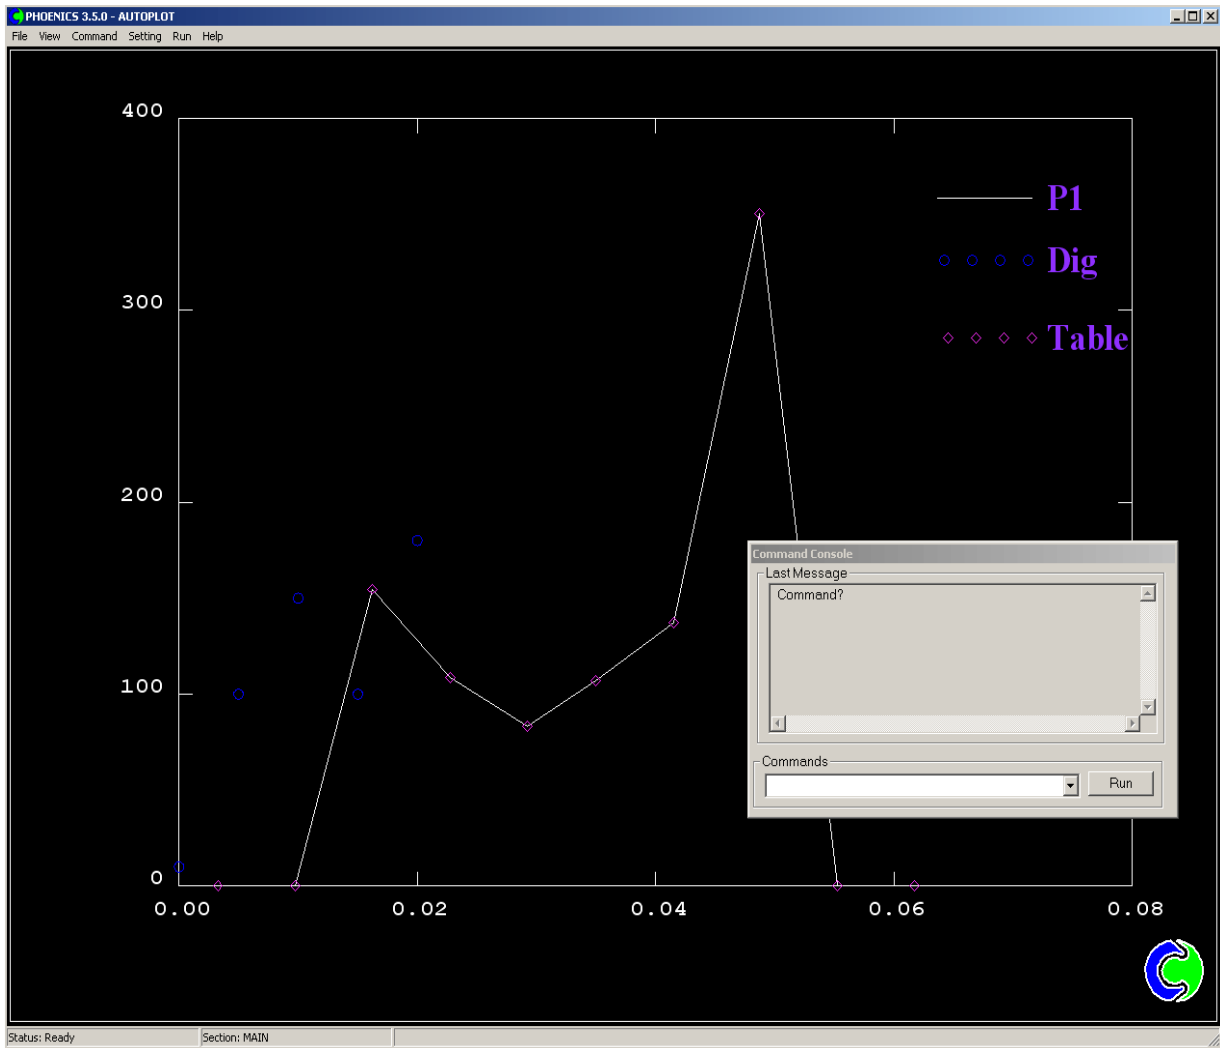 PHOENICS 3.5.0 - AUTOPLOT
File View Command Setting Run Help
400
300
200
100
0
0.00 0.02 0.04 0.06 0.08
P1
Dig
Table
Command Console
Last Message
Command?
Commands
Run
Status: Ready Section: MAIN